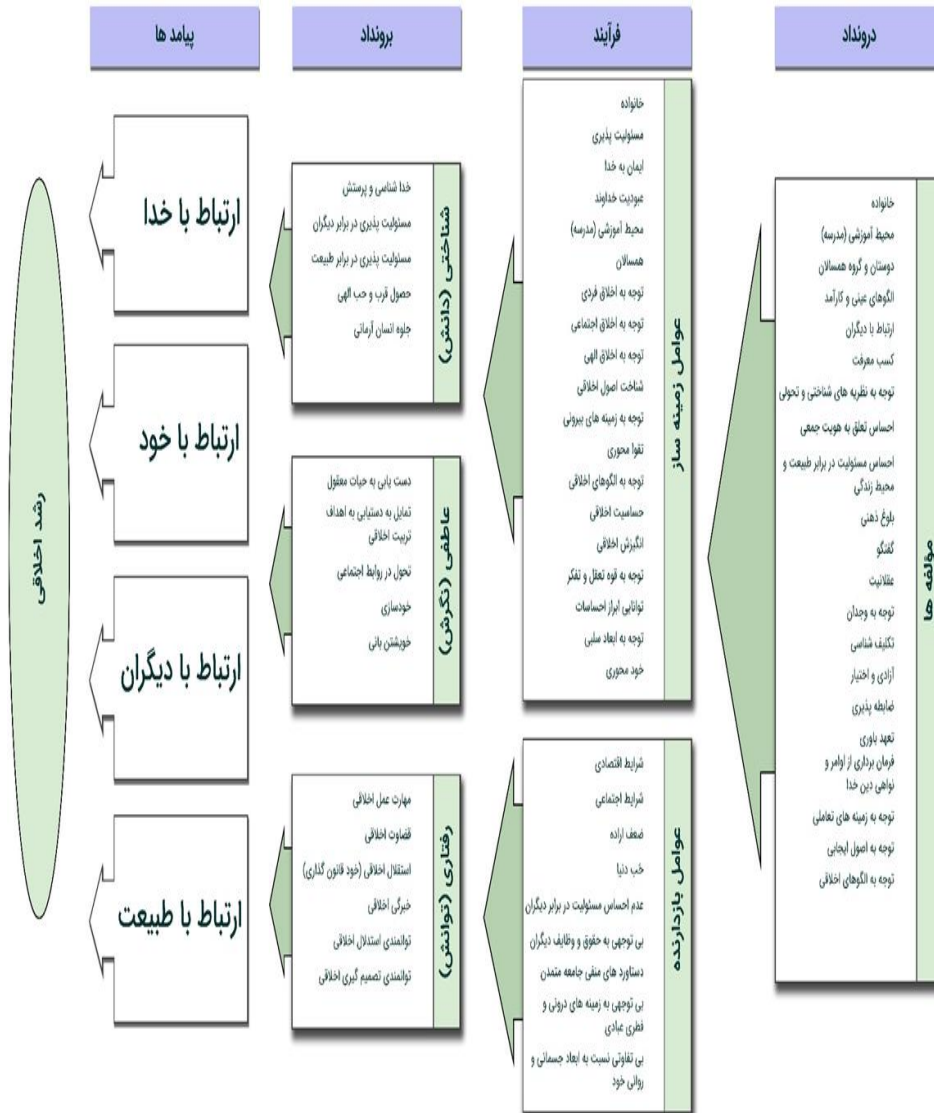 درونداد
فرآیند
برونداد
پیامد ها
مؤلفه ها
خانواده
محیط آموزشی (مدرسه)
دوستان و گروه همسالان
الگوهای عینی و کارآمد
ارتباط با دیگران
کسب معرفت
توجه به نظریه های شناختی و تحولی
احساس تعلق به هویت جمعی
احساس مسئولیت در برابر طبیعت و
محیط زندگی
بلوغ ذهنی
گفتگو
عقلانیت
توجه به وجدان
تکلیف شناسی
آزادی و اختیار
ضابطه پذیری
تعهد باوری
فرمان برداری از اوامر و
نواهی دین خدا
توجه به زمینه های تعاملی
توجه به اصول ایجابی
توجه به الگوهای اخلاقی
عوامل زمینه ساز
خانواده
مسئولیت پذیری
ایمان به خدا
عبودیت خداوند
محیط آموزشی (مدرسه)
همسالان
توجه به اخلاق فردی
توجه به اخلاق اجتماعی
توجه به اخلاق الهی
شناخت اصول اخلاقی
توجه به زمینه های بیرونی
تقوا محوری
توجه به الگوهای اخلاقی
حساسیت اخلاقی
انگیزش اخلاقی
توجه به قوه تعقل و تفکر
توانایی ابراز احساسات
توجه به ابعاد سلبی
خود محوری
عوامل بازدارنده
شرایط اقتصادی
شرایط اجتماعی
ضعف اراده
حُب دنیا
عدم احساس مسئولیت در برابر دیگران
بی توجهی به حقوق و وظایف دیگران
دستاورد های منفی جامعه متمدن
بی توجهی به زمینه های درونی و
فطری عبادی
بی تفاوتی نسبت به ابعاد جسمانی و
روانی خود
شناختی (دانش)
خدا شناسی و پرستش
مسئولیت پذیری در برابر دیگران
مسئولیت پذیری در برابر طبیعت
حصول قرب و حب الهی
جلوه انسان آرمانی
عاطفی (نگرش)
دست یابی به حیات معقول
تمایل به دستیابی به اهداف
تربیت اخلاقی
تحول در روابط اجتماعی
خودسازی
خویشتن بانی
رفتاری (توانش)
مهارت عمل اخلاقی
قضاوت اخلاقی
استقلال اخلاقی (خود قانون گذاری)
خبرگی اخلاقی
توانمندی استدلال اخلاقی
توانمندی تصمیم گیری اخلاقی
ارتباط با خدا
ارتباط با خود
ارتباط با دیگران
ارتباط با طبیعت
رشد اخلاقی